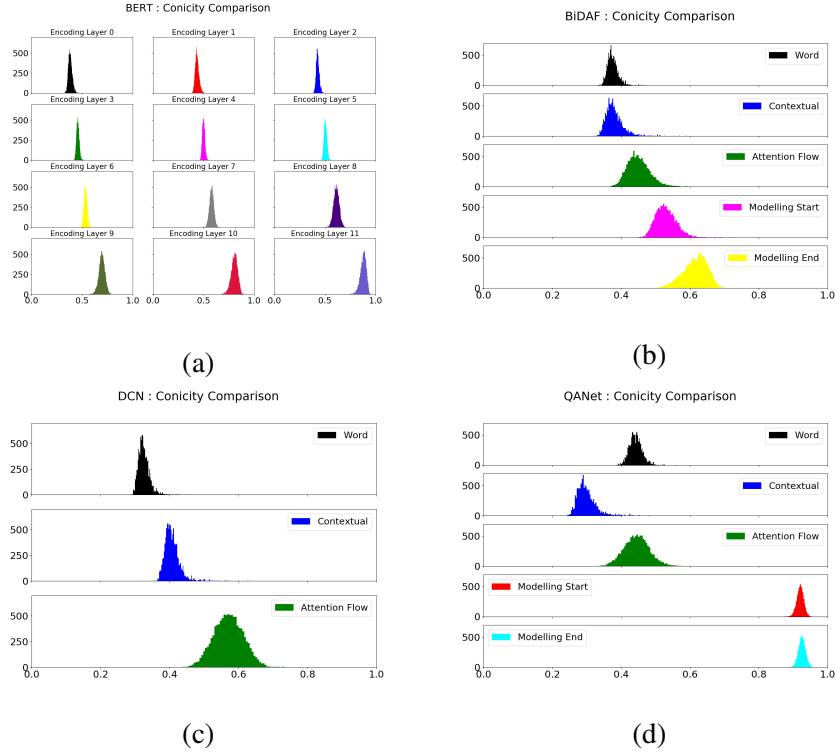 BERT : Conicity Comparison
Encoding Layer 0 Encoding Layer 1 Encoding Layer 2
500
250
0
Encoding Layer 3 Encoding Layer 4 Encoding Layer 5
500
250
0
Encoding Layer 6 Encoding Layer 7 Encoding Layer 8
500
250
0
Encoding Layer 9 Encoding Layer 10 Encoding Layer 11
500
250
0
0.0 0.5 1.0 0.0 0.5 1.0 0.0 0.5 1.0
(a)
BiDAF : Conicity Comparison
500 Word
0
500 Contextual
0
500 Attention Flow
0
500 Modelling Start
0
500 Modelling End
0
0.0 0.2 0.4 0.6 0.8 1.0
(b)
DCN : Conicity Comparison
Word
500
250
0
Contextual
500
250
0
Attention Flow
500
250
0
0.0 0.2 0.4 0.6 0.8 1.0
(c)
QANet : Conicity Comparison
500 Word
0
500 Contextual
0
500 Attention Flow
0
500 Modelling Start
0
500 Modelling End
0
0.0 0.2 0.4 0.6 0.8 1.0
(d)